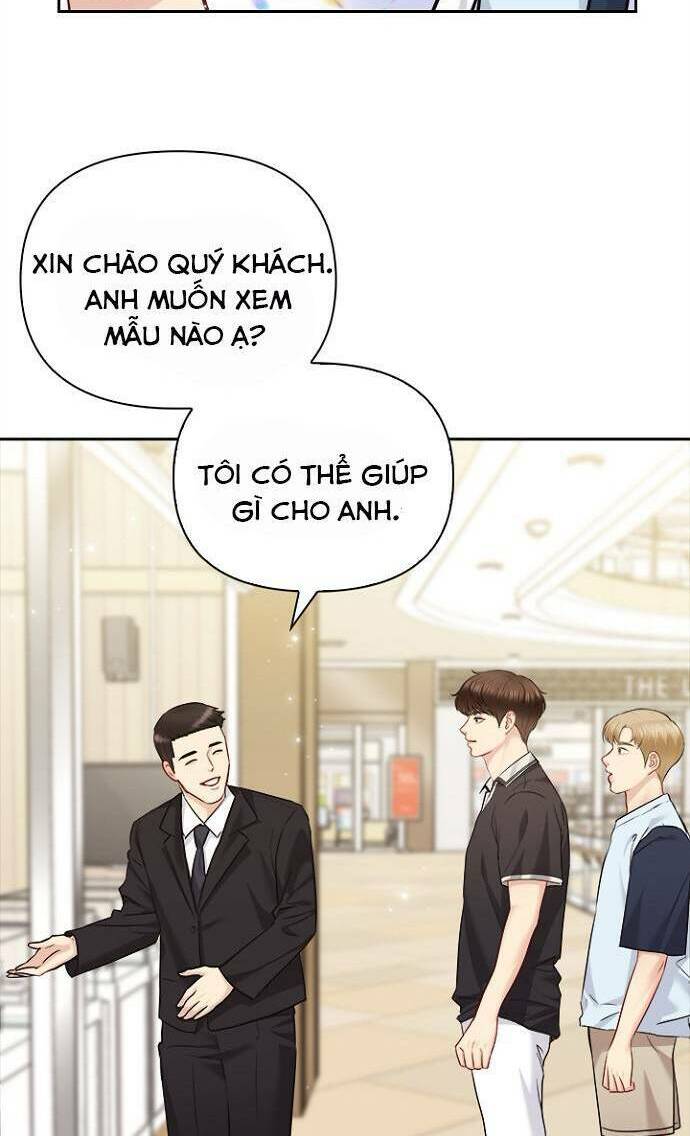 XIN CHÀO QUÝ KHÁCH.
ANH MUỐN XEM
MẪU NÀO Ạ?
TÔI CÓ THỂ GIÚP
GÌ CHO ANH.
THE L